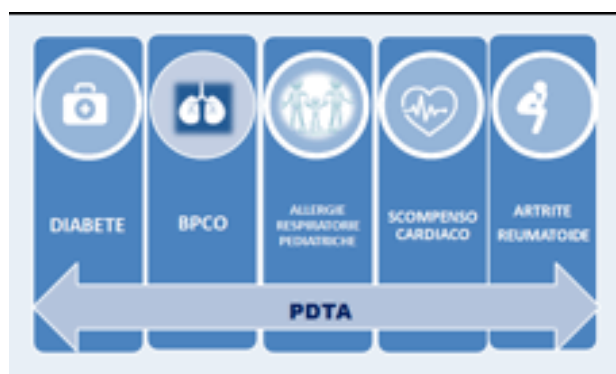 DIABETE
BPCO
ALLERGIE
RESPIRATORIE
PEDIATRICHE
SCOMPENSO
CARDIACO
ARTRITE
REUMATOIDE
PDTA